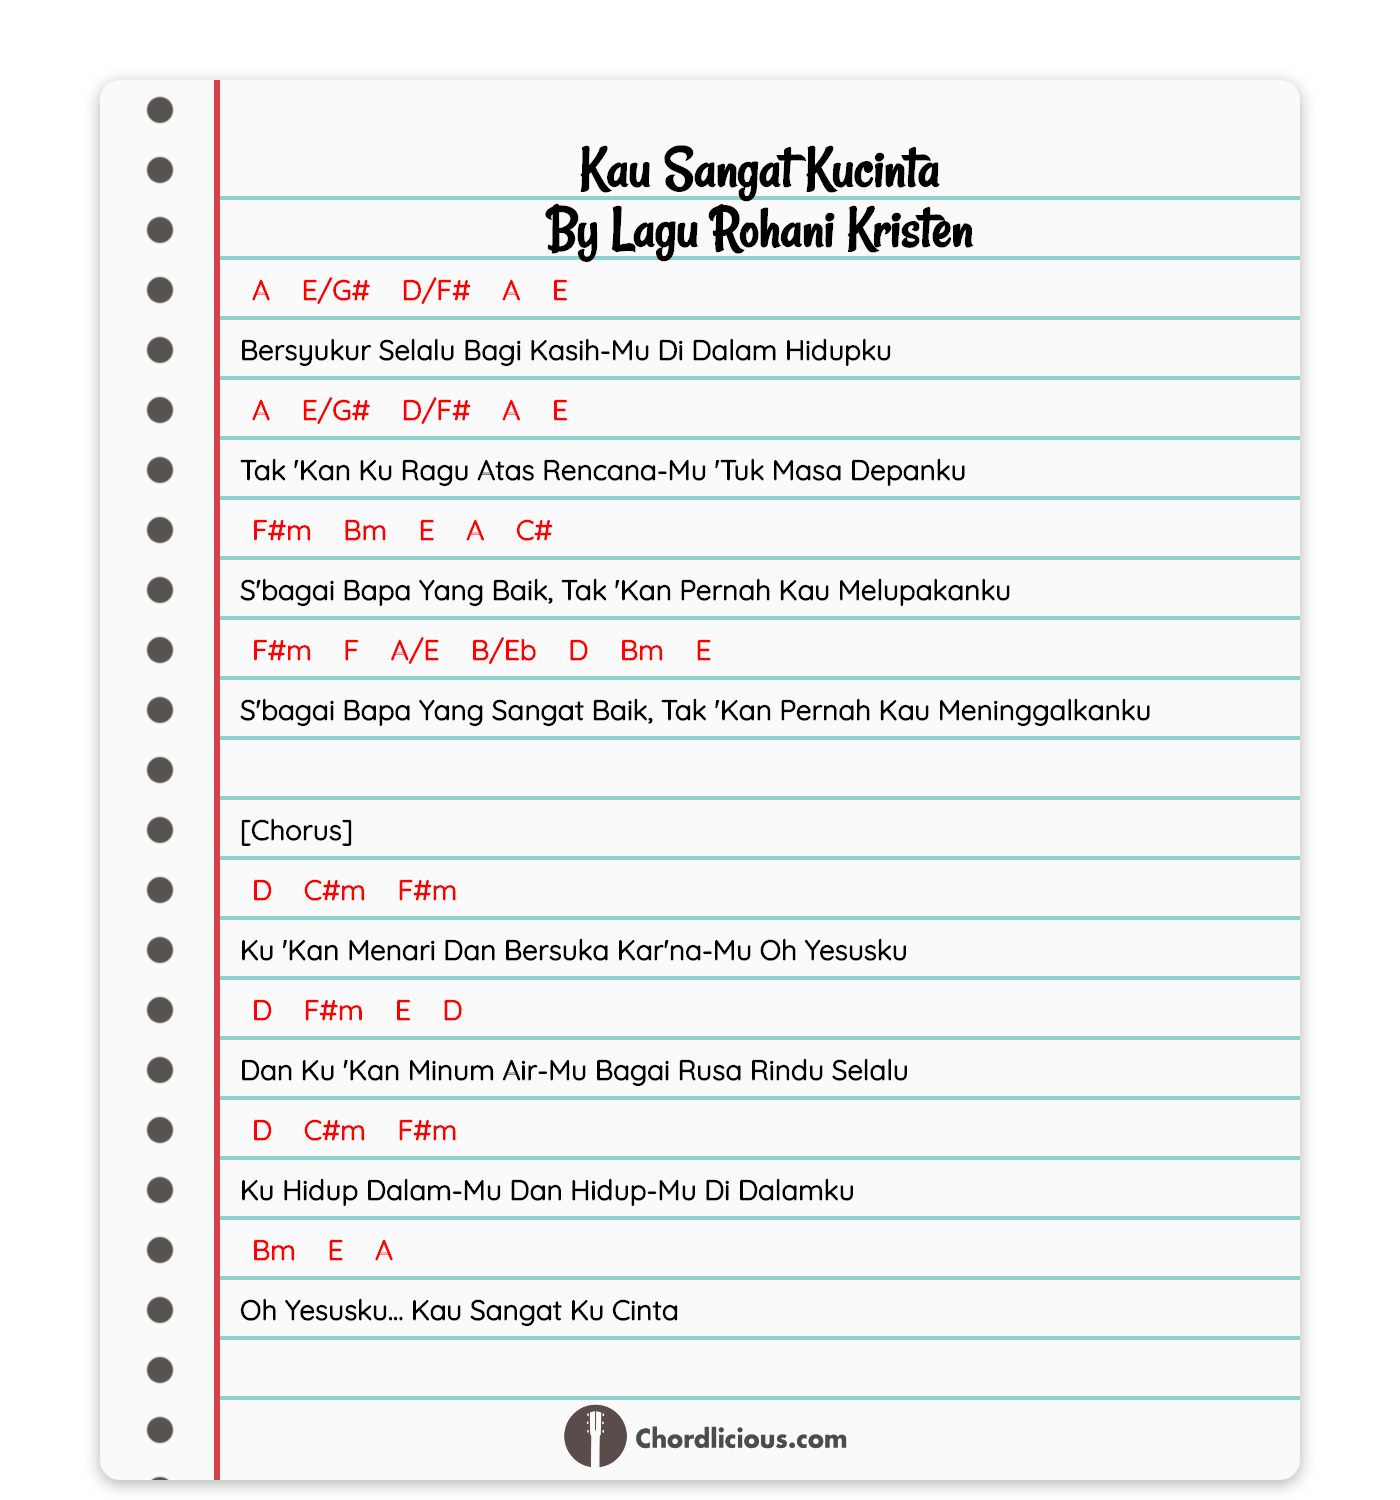 Kau Sangat Kucinta
By Lagu Rohani Kristen
A E/G# D/F# A E
Bersyukur Selalu Bagi Kasih-Mu Di Dalam Hidupku
A E/G# D/F# A E
Tak 'Kan Ku Ragu Atas Rencana-Mu 'Tuk Masa Depanku
F#m Bm E A C#
S'bagai Bapa Yang Baik, Tak 'Kan Pernah Kau Melupakanku
F#m F A/E B/Eb D Bm E
S'bagai Bapa Yang Sangat Baik, Tak 'Kan Pernah Kau Meninggalkanku
[Chorus]
D C#m F#m
Ku 'Kan Menari Dan Bersuka Kar'na-Mu Oh Yesusku
D F#m E D
Dan Ku 'Kan Minum Air-Mu Bagai Rusa Rindu Selalu
D C#m F#m
Ku Hidup Dalam-Mu Dan Hidup-Mu Di Dalamku
Bm E A
Oh Yesusku... Kau Sangat Ku Cinta
Chordlicious.com